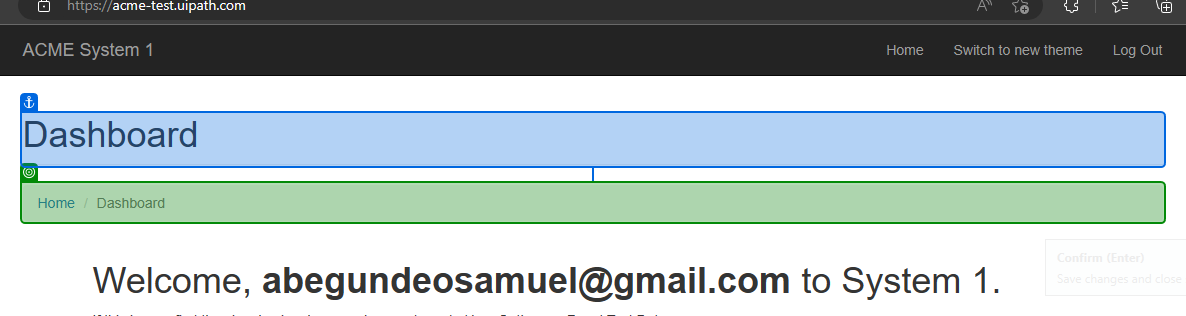 https://acme-test.uipath.com
ACME System 1
Home Switch to new theme Log Out
Dashboard
Home / Dashboard
Confirm (Enter)
Welcome, abegundeosamuel@gmail.com to System 1.
Save changes and close